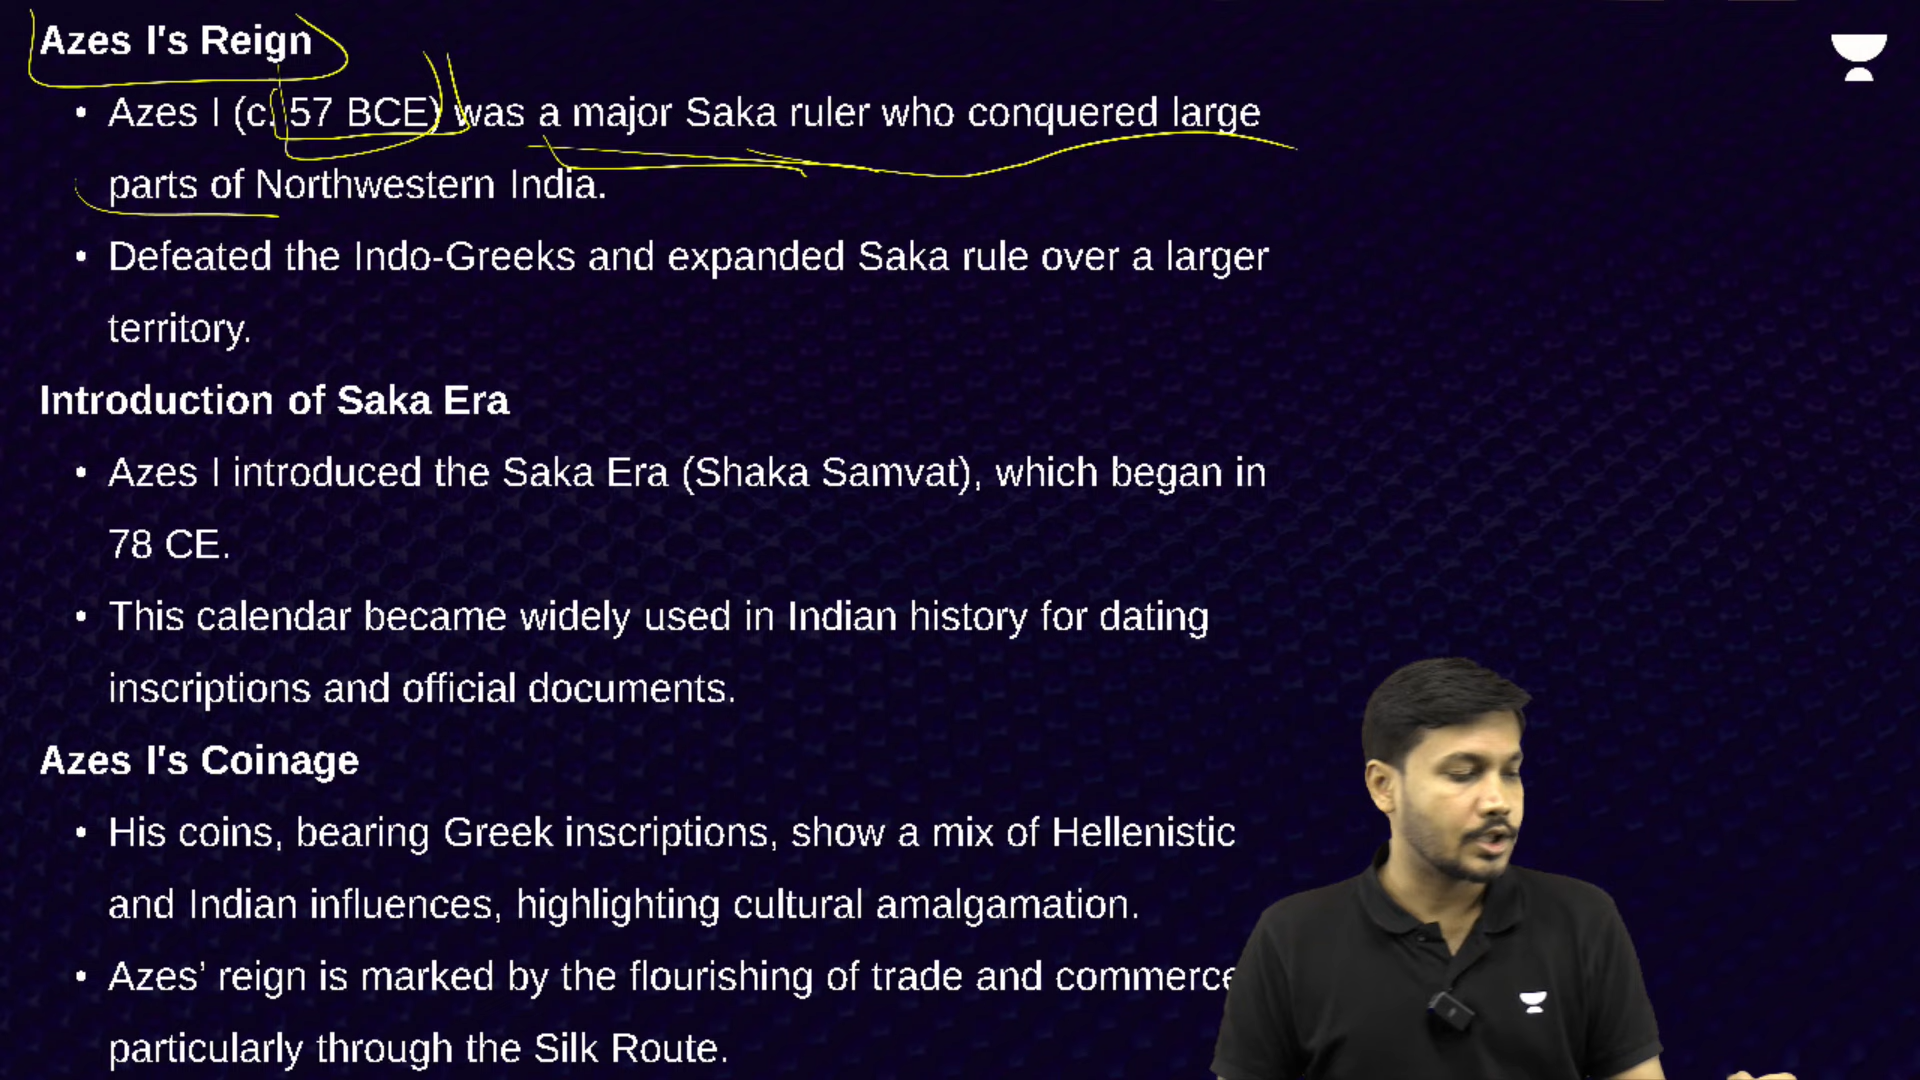 Azes I's Reign
• Azes I (c. 57 BCE) was a major Saka ruler who conquered large
parts of Northwestern India.
• Defeated the Indo-Greeks and expanded Saka rule over a larger
territory.
Introduction of Saka Era
• Azes I introduced the Saka Era (Shaka Samvat), which began in
78 CE.
• This calendar became widely used in Indian history for dating
inscriptions and official documents.
Azes I's Coinage
• His coins, bearing Greek inscriptions, show a mix of Hellenistic
and Indian influences, highlighting cultural amalgamation.
• Azes’ reign is marked by the flourishing of trade and commerce
particularly through the Silk Route.